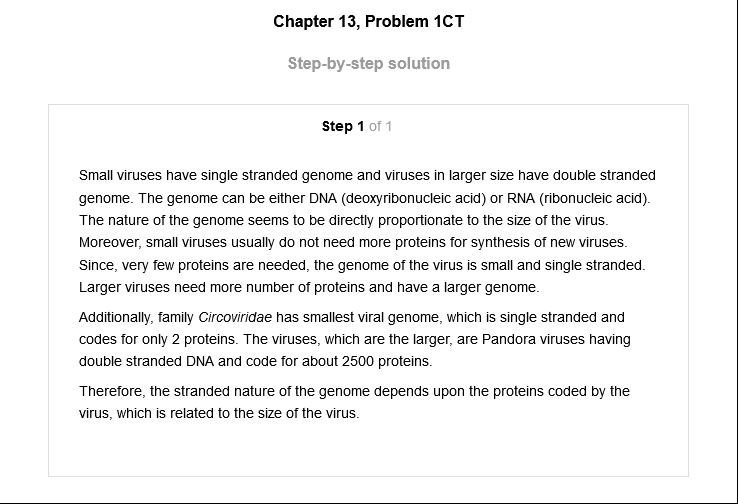 Chapter 13, Problem 1CT
Step-by-step solution
Step 1 of 1
Small viruses have single stranded genome and viruses in larger size have double stranded
genome. The genome can be either DNA (deoxyribonucleic acid) or RNA (ribonucleic acid).
The nature of the genome seems to be directly proportionate to the size of the virus.
Moreover, small viruses usually do not need more proteins for synthesis of new viruses.
Since, very few proteins are needed, the genome of the virus is small and single stranded.
Larger viruses need more number of proteins and have a larger genome.
Additionally, family Circoviridae has smallest viral genome, which is single stranded and
codes for only 2 proteins. The viruses, which are the larger, are Pandora viruses having
double stranded DNA and code for about 2500 proteins.
Therefore, the stranded nature of the genome depends upon the proteins coded by the
virus, which is related to the size of the virus.